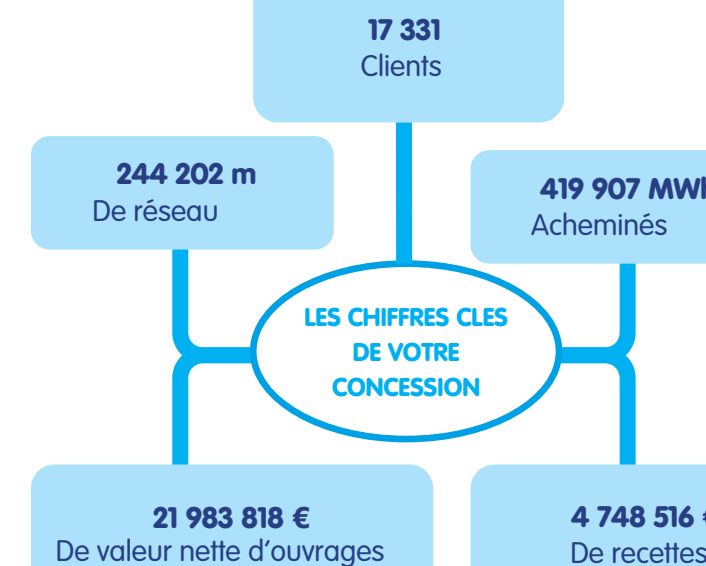 17 331
Clients
244 202 m
De réseau
419 907 MWh
Acheminés
LES CHIFFRES CLES
DE VOTRE
CONCESSION
21 983 818 €
De valeur nette d'ouvrages
4 748 516 €
De recettes